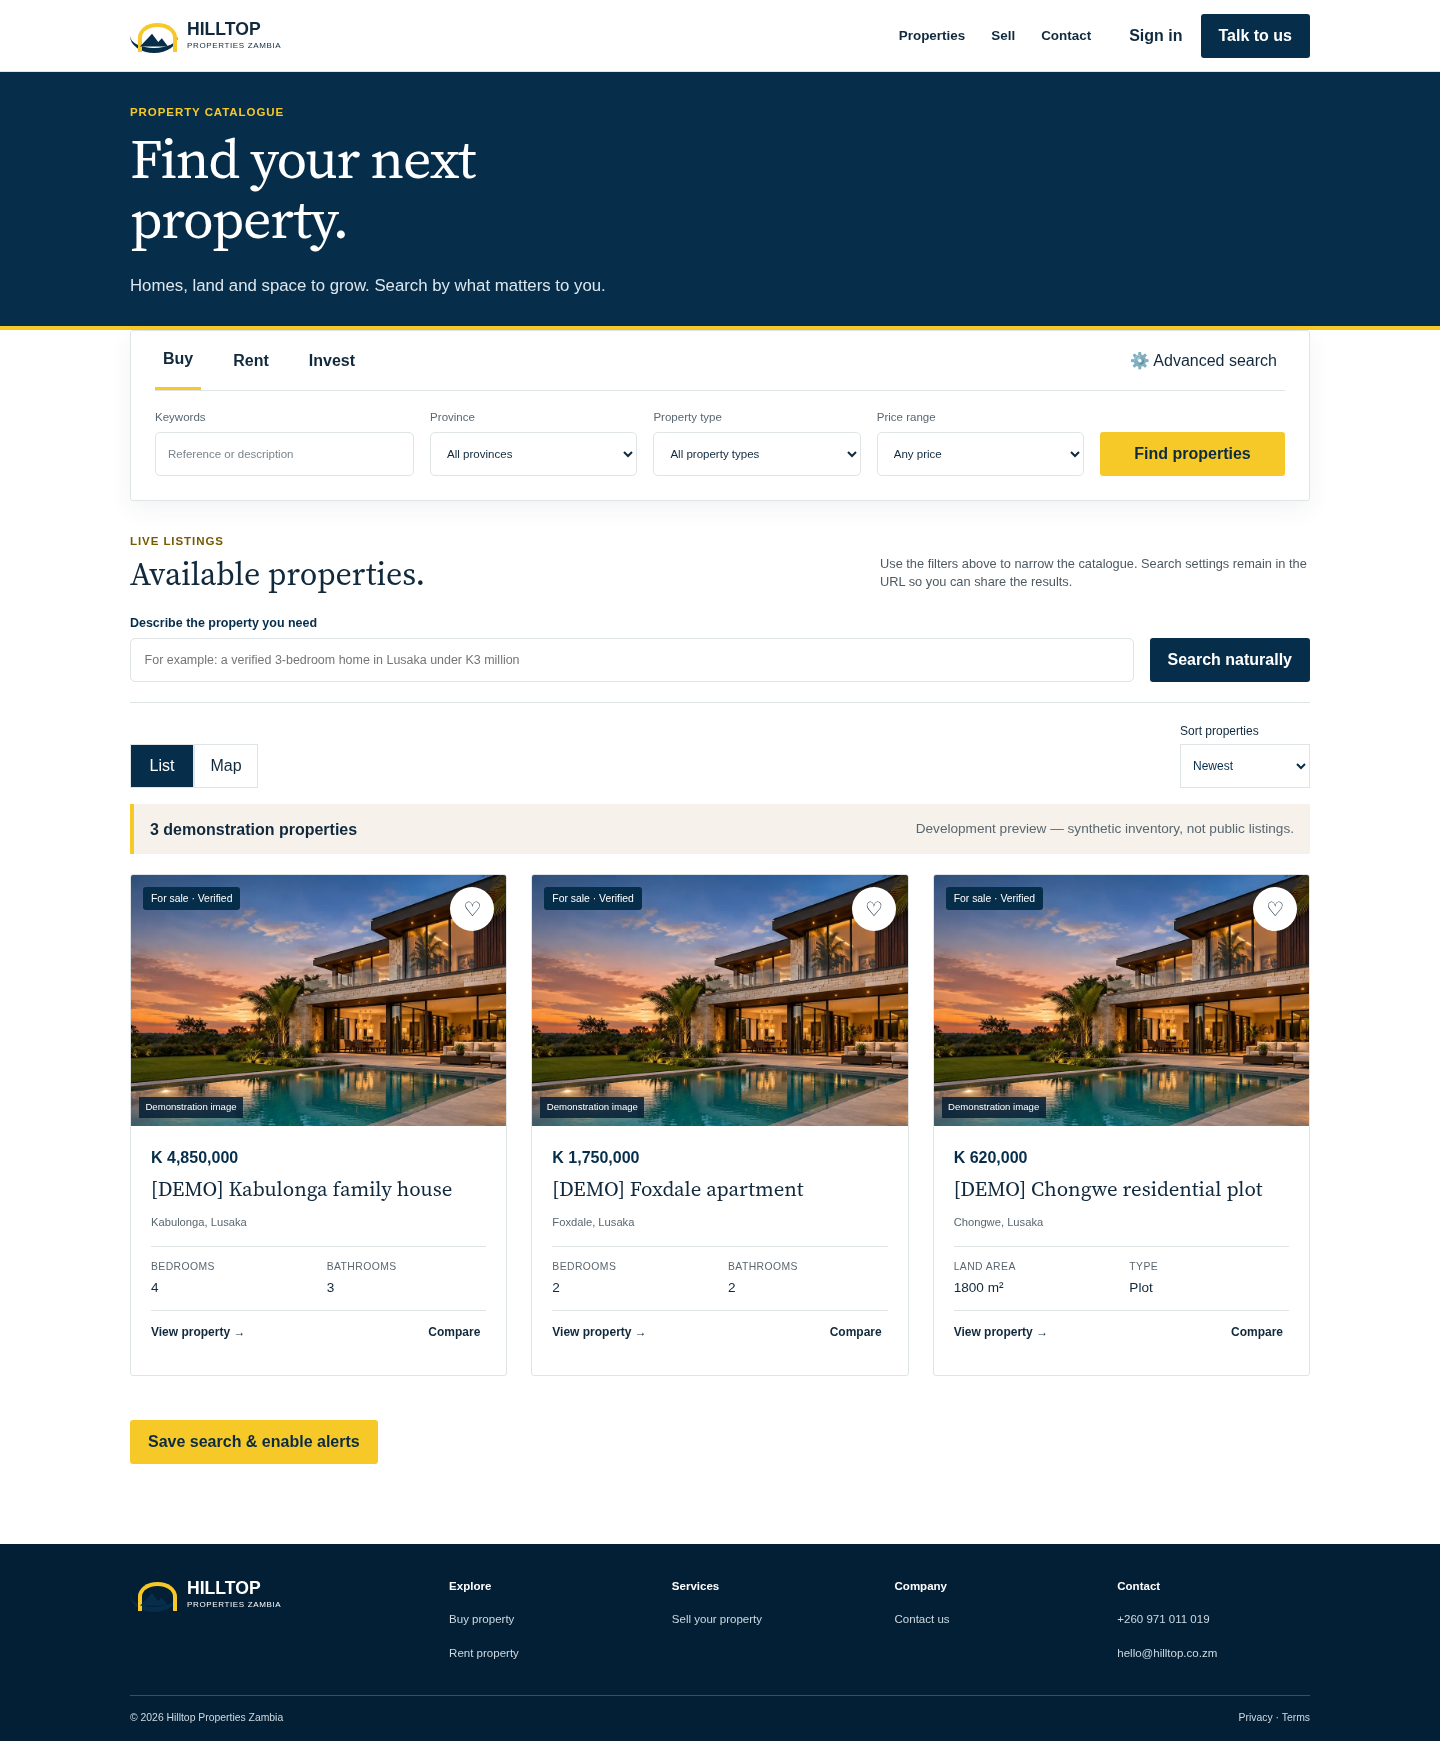 HILLTOP
PROPERTIES ZAMBIA
Properties Sell Contact Sign in Talk to us
PROPERTY CATALOGUE
Find your next
property.
Homes, land and space to grow. Search by what matters to you.
Buy Rent Invest Advanced search
Keywords Province Property type Price range
Reference or description All provinces All property types Any price Find properties
LIVE LISTINGS
Available properties.
Use the filters above to narrow the catalogue. Search settings remain in the
URL so you can share the results.
Describe the property you need
For example: a verified 3-bedroom home in Lusaka under K3 million Search naturally
Sort properties
List Map Newest
3 demonstration properties Development preview — synthetic inventory, not public listings.
For sale · Verified For sale · Verified For sale · Verified
Demonstration image Demonstration image Demonstration image
K 4,850,000 K 1,750,000 K 620,000
[DEMO] Kabulonga family house [DEMO] Foxdale apartment [DEMO] Chongwe residential plot
Kabulonga, Lusaka Foxdale, Lusaka Chongwe, Lusaka
BEDROOMS BATHROOMS BEDROOMS BATHROOMS LAND AREA TYPE
4 3 2 2 1800 m² Plot
View property → Compare View property → Compare View property → Compare
Save search & enable alerts
HILLTOP
PROPERTIES ZAMBIA
Explore Services Company Contact
Buy property Sell your property Contact us +260 971 011 019
Rent property hello@hilltop.co.zm
© 2026 Hilltop Properties Zambia Privacy · Terms